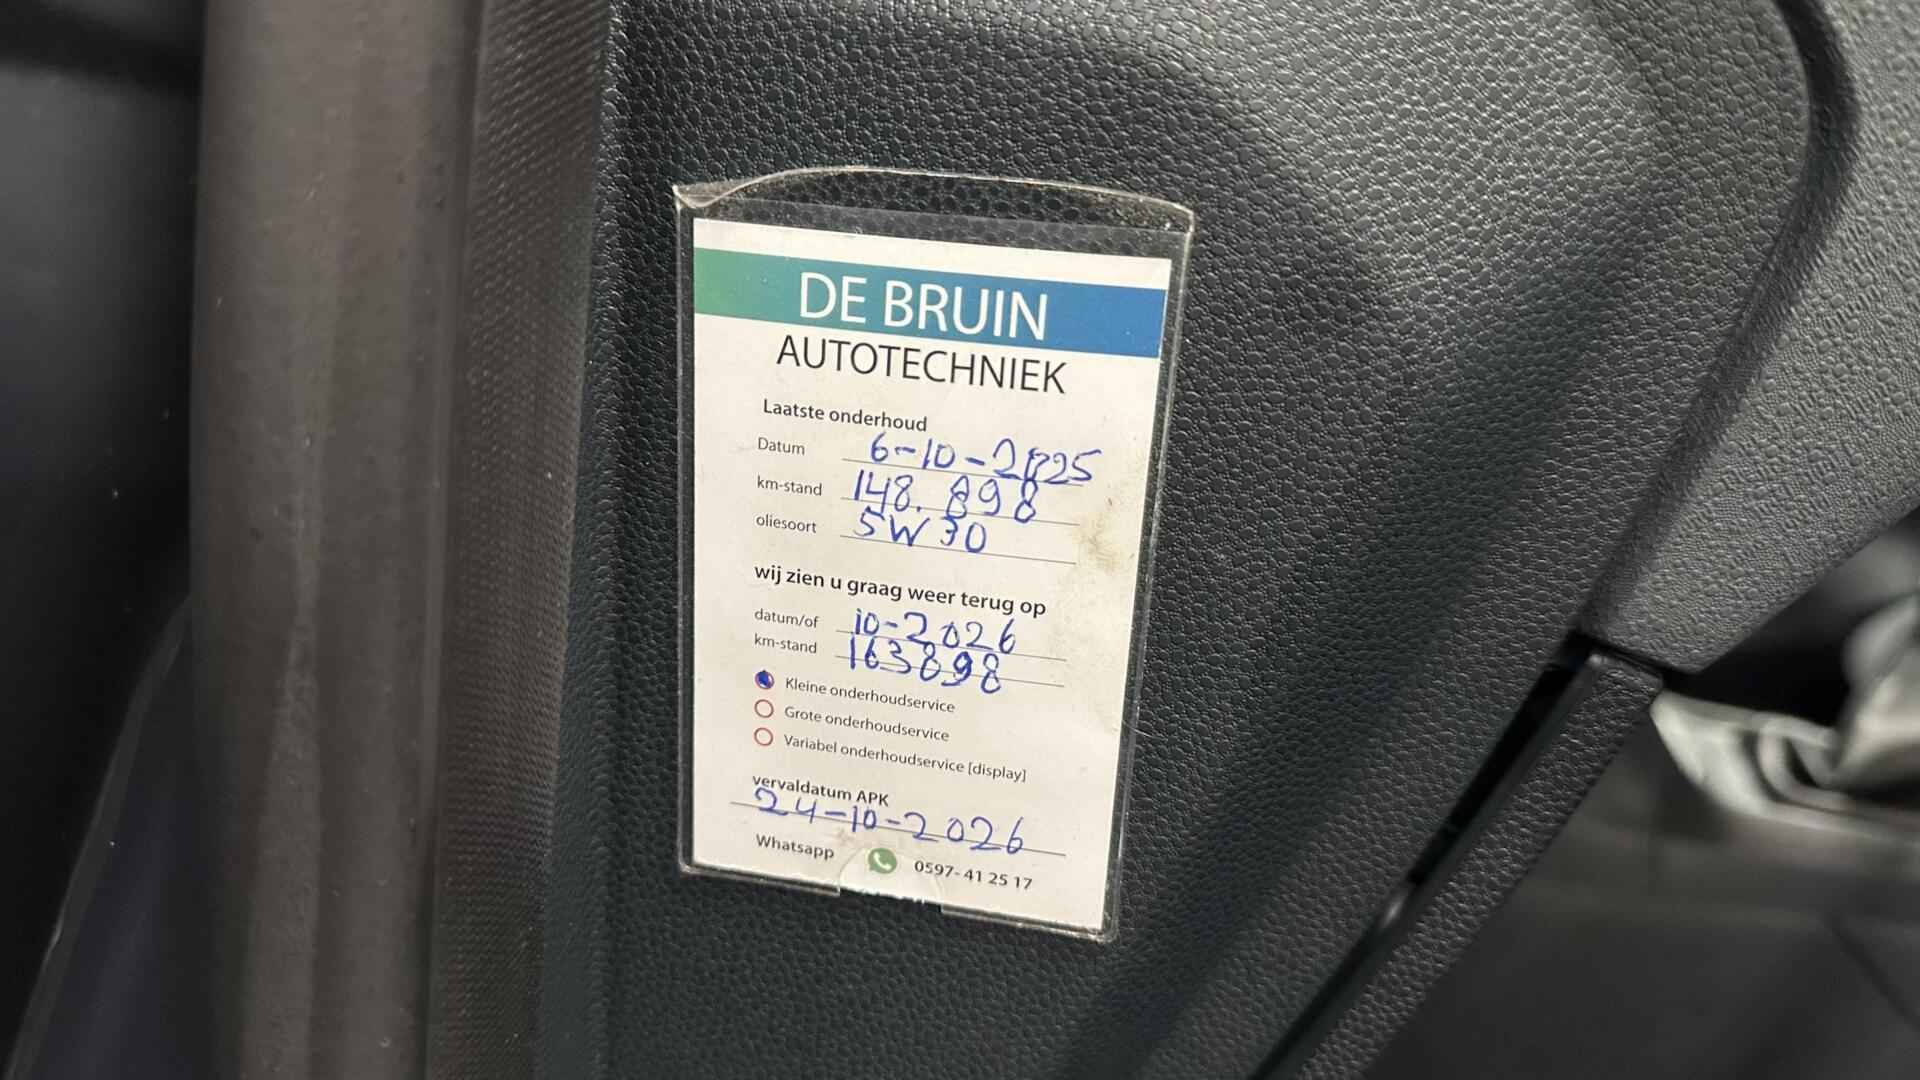 DE BRUIN
AUTOTECHNIEK
Laatste onderhoud
Datum 6-10-2025
km-stand 148.898
oliesoort 5W30
wij zien u graag weer terug op
datum/of 10-2026
km-stand 163898
Kleine onderhoudservice
Grote onderhoudservice
Variabel onderhoudservice [display]
vervaldatum APK
24-10-2026
Whatsapp 0597- 41 25 17